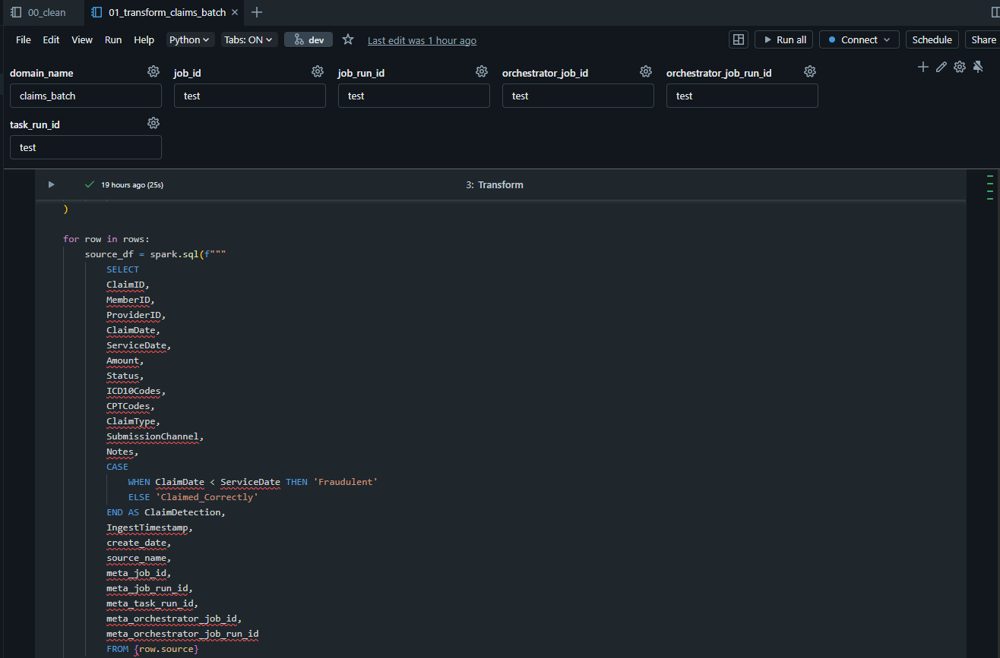 00_clean 01_transform_claims_batch
File Edit View Run Help Python Tabs: ON dev Last edit was 1 hour ago Run all Connect Schedule Share
domain_name job_id job_run_id orchestrator_job_id orchestrator_job_run_id
claims_batch test test test test
task_run_id
test
19 hours ago (25s) 3: Transform
)
for row in rows:
source_df = spark.sql(f"""
SELECT
ClaimID,
MemberID,
ProviderID,
ClaimDate,
ServiceDate,
Amount,
Status,
ICD10Codes,
CPTCodes,
ClaimType,
SubmissionChannel,
Notes,
CASE
WHEN ClaimDate < ServiceDate THEN 'Fraudulent'
ELSE 'Claimed_Correctly'
END AS ClaimDetection,
IngestTimestamp,
create_date,
source_name,
meta_job_id,
meta_job_run_id,
meta_task_run_id,
meta_orchestrator_job_id,
meta_orchestrator_job_run_id
FROM {row.source}